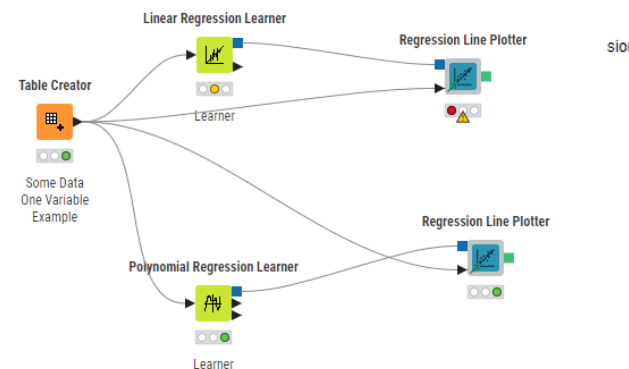 Linear Regression Learner
Regression Line Plotter
Table Creator
Learner
Some Data
One Variable
Example
Regression Line Plotter
Polynomial Regression Learner
Learner